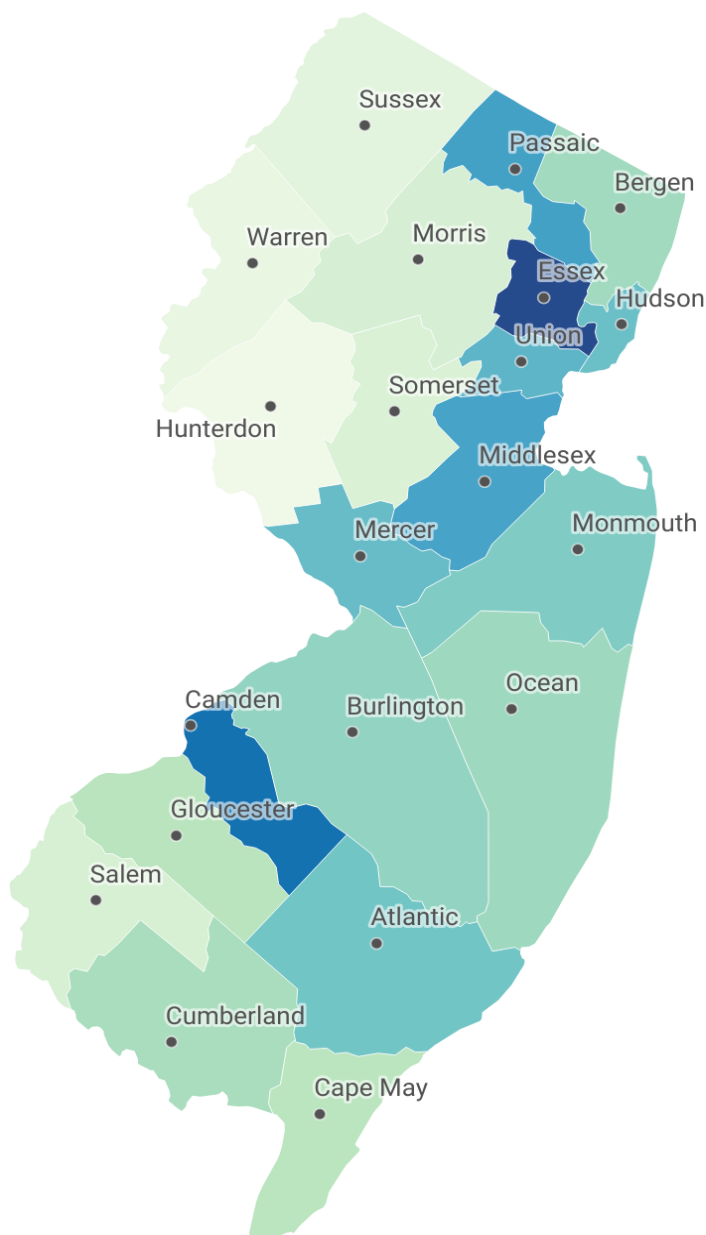 Sussex
Passaic
Bergen
Warren
Morris
Essex
Hudson
Union
Somerset
Hunterdon
Middlesex
Mercer
Monmouth
Ocean
Camden
Burlington
Gloucester
Salem
Atlantic
Cumberland
Cape May